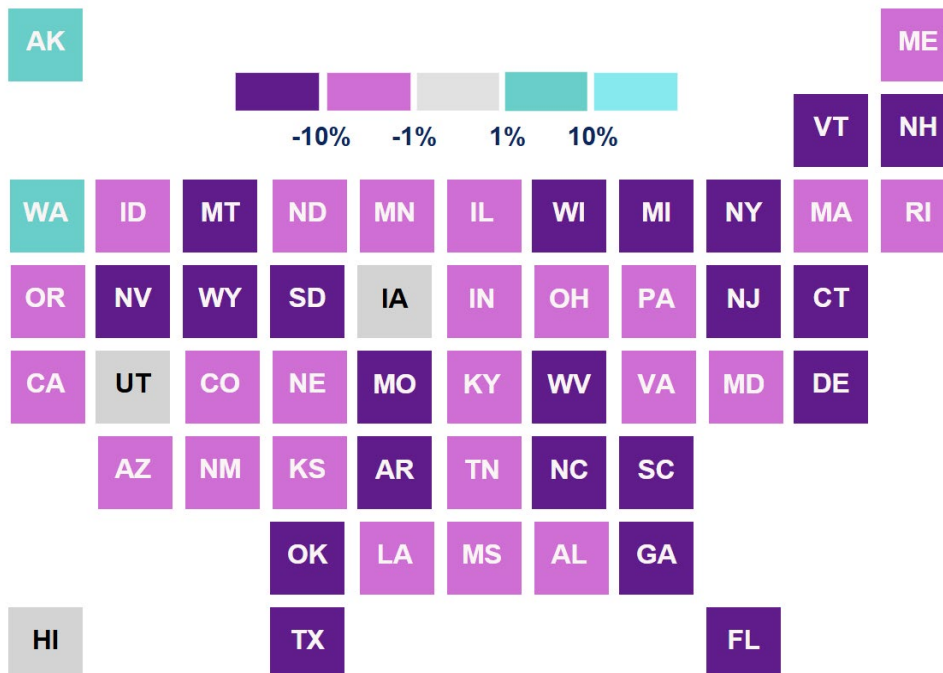 AK ME
-10% -1% 1% 10%
VT NH
WA ID MT ND MN IL WI MI NY MA RI
OR NV WY SD IA IN OH PA NJ CT
CA UT CO NE MO KY WV VA MD DE
AZ NM KS AR TN NC SC
OK LA MS AL GA
HI TX FL